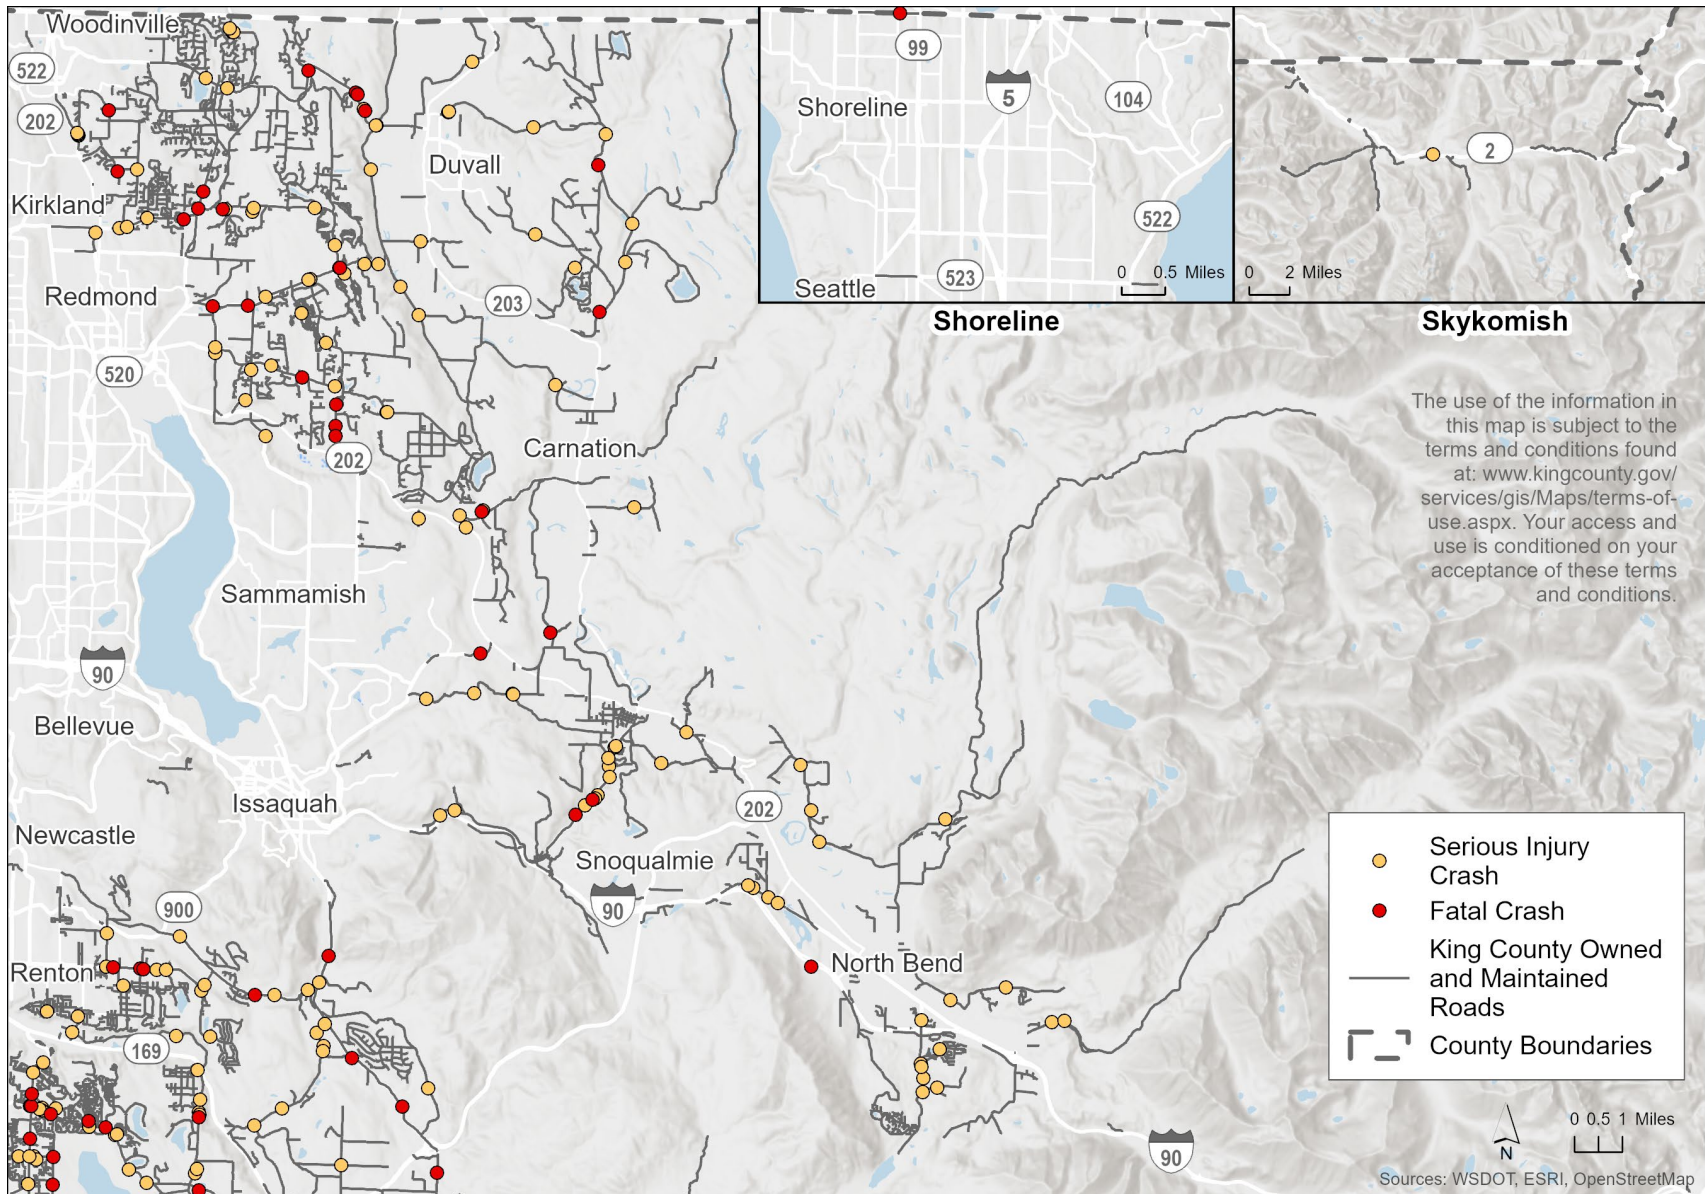 Woodinville
522
202
Kirkland
Duvall
Redmond
203
520
202
Carnation
Sammamish
90
Bellevue
Issaquah
Newcastle
202
Snoqualmie
90
900
Renton
North Bend
169
90
99
5
104
Shoreline
522
523
Seattle
0 0.5 Miles
Shoreline
2
0 2 Miles
Skykomish
The use of the information in
this map is subject to the
terms and conditions found
at: www.kingcounty.gov/
services/gis/Maps/terms-of-
use.aspx. Your access and
use is conditioned on your
acceptance of these terms
and conditions.
Serious Injury
Crash
Fatal Crash
King County Owned
and Maintained
Roads
County Boundaries
N
0 0.5 1 Miles
Sources: WSDOT, ESRI, OpenStreetMap